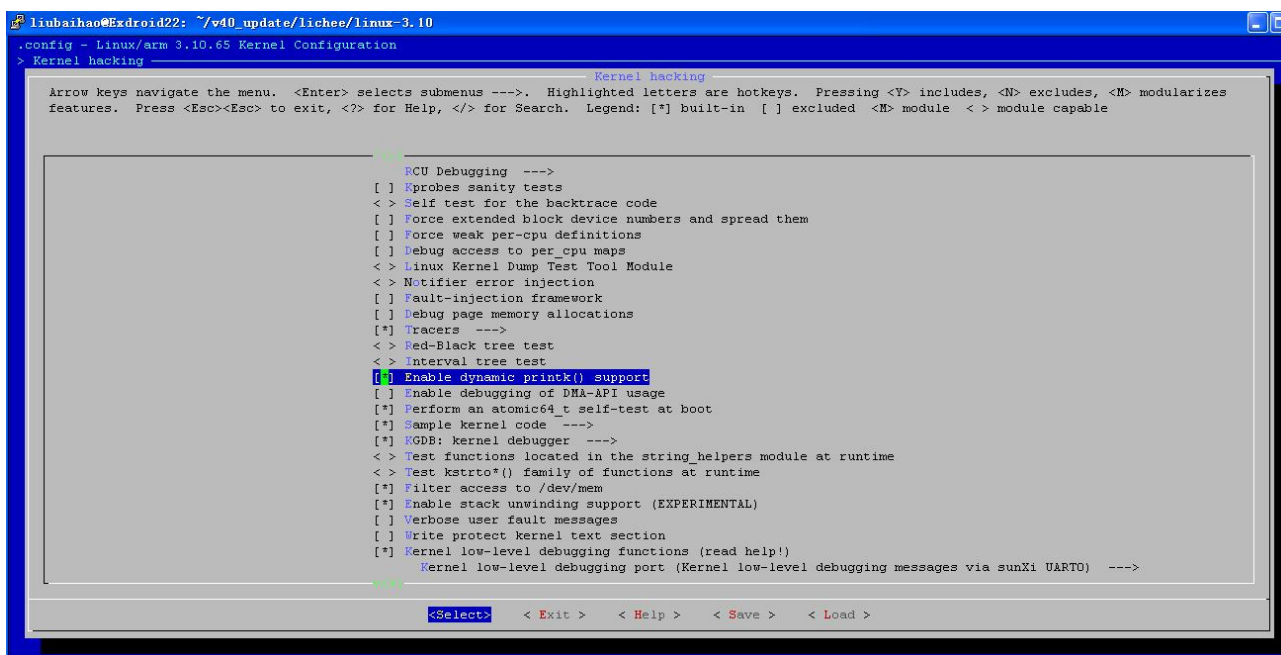 liubaihao@Exdroid22: ~/v40_update/lichee/linux-3.10
.config - Linux/arm 3.10.65 Kernel Configuration
> Kernel hacking
Kernel hacking
Arrow keys navigate the menu. <Enter> selects submenus --->. Highlighted letters are hotkeys. Pressing <Y> includes, <N> excludes, <M> modularizes
features. Press <Esc><Esc> to exit, <?> for Help, </> for Search. Legend: [*] built-in [ ] excluded <M> module < > module capable
RCU Debugging --->
[ ] Kprobes sanity tests
< > Self test for the backtrace code
[ ] Force extended block device numbers and spread them
[ ] Force weak per-cpu definitions
[ ] Debug access to per_cpu maps
< > Linux Kernel Dump Test Tool Module
< > Notifier error injection
[ ] Fault-injection framework
[ ] Debug page memory allocations
[*] Tracers --->
< > Red-Black tree test
< > Interval tree test
[*] Enable dynamic printk() support
[ ] Enable debugging of DMA-API usage
[*] Perform an atomic64_t self-test at boot
[*] Sample kernel code --->
[*] KGDB: kernel debugger --->
< > Test functions located in the string_helpers module at runtime
< > Test kstrto*() family of functions at runtime
[*] Filter access to /dev/mem
[*] Enable stack unwinding support (EXPERIMENTAL)
[ ] Verbose user fault messages
[ ] Write protect kernel text section
[*] Kernel low-level debugging functions (read help!)
Kernel low-level debugging port (Kernel low-level debugging messages via sunXi UART0) --->
<Select> < Exit > < Help > < Save > < Load >